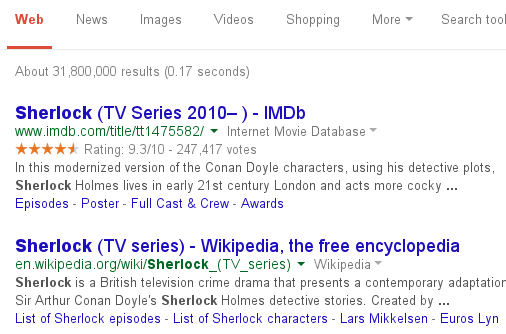 Web News Images Videos Shopping More Search tool
About 31,800,000 results (0.17 seconds)
Sherlock (TV Series 2010– ) - IMDb
www.imdb.com/title/tt1475582/ Internet Movie Database
Rating: 9.3/10 - 247,417 votes
In this modernized version of the Conan Doyle characters, using his detective plots,
Sherlock Holmes lives in early 21st century London and acts more cocky ...
Episodes - Poster - Full Cast & Crew - Awards
Sherlock (TV series) - Wikipedia, the free encyclopedia
en.wikipedia.org/wiki/Sherlock_(TV_series) Wikipedia
Sherlock is a British television crime drama that presents a contemporary adaptation
Sir Arthur Conan Doyle's Sherlock Holmes detective stories. Created by ...
List of Sherlock episodes - List of Sherlock characters - Lars Mikkelsen - Euros Lyn